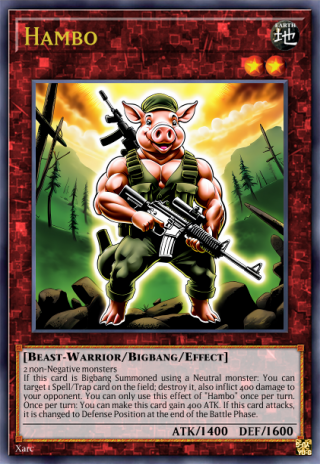 Hambo
EARTH
地
[Beast-Warrior/Bigbang/Effect]
2 non-Negative monsters
If this card is Bigbang Summoned using a Neutral monster: You can
target 1 Spell/Trap card on the field; destroy it, also inflict 400 damage to
your opponent. You can only use this effect of "Hambo" once per turn.
Once per turn: You can make this card gain 400 ATK. If this card attacks,
it is changed to Defense Position at the end of the Battle Phase.
ATK/1400 DEF/1600
Xarc